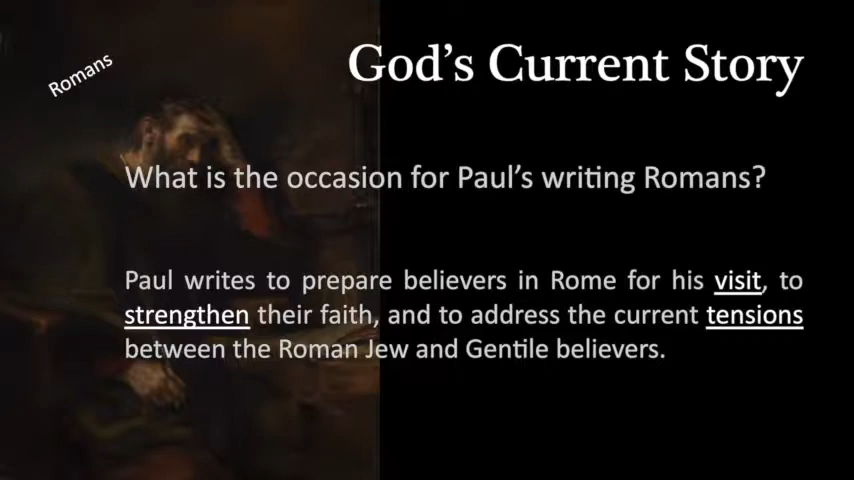 Romans
God's Current Story
What is the occasion for Paul's writing Romans?
Paul writes to prepare believers in Rome for his visit, to
strengthen their faith, and to address the current tensions
between the Roman Jew and Gentile believers.